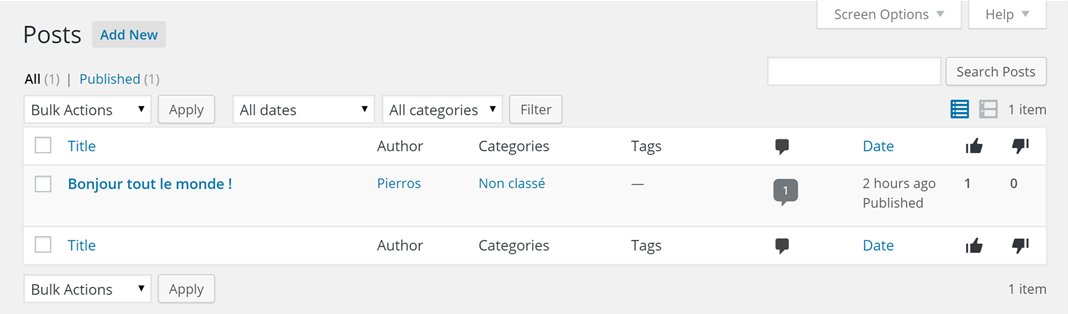 Screen Options Help
Posts Add New
All (1) | Published (1)
Search Posts
Bulk Actions Apply All dates All categories Filter 1 item
Title Author Categories Tags Date
Bonjour tout le monde ! Pierros Non classé — 1 2 hours ago 1 0
Published
Title Author Categories Tags Date
Bulk Actions Apply 1 item